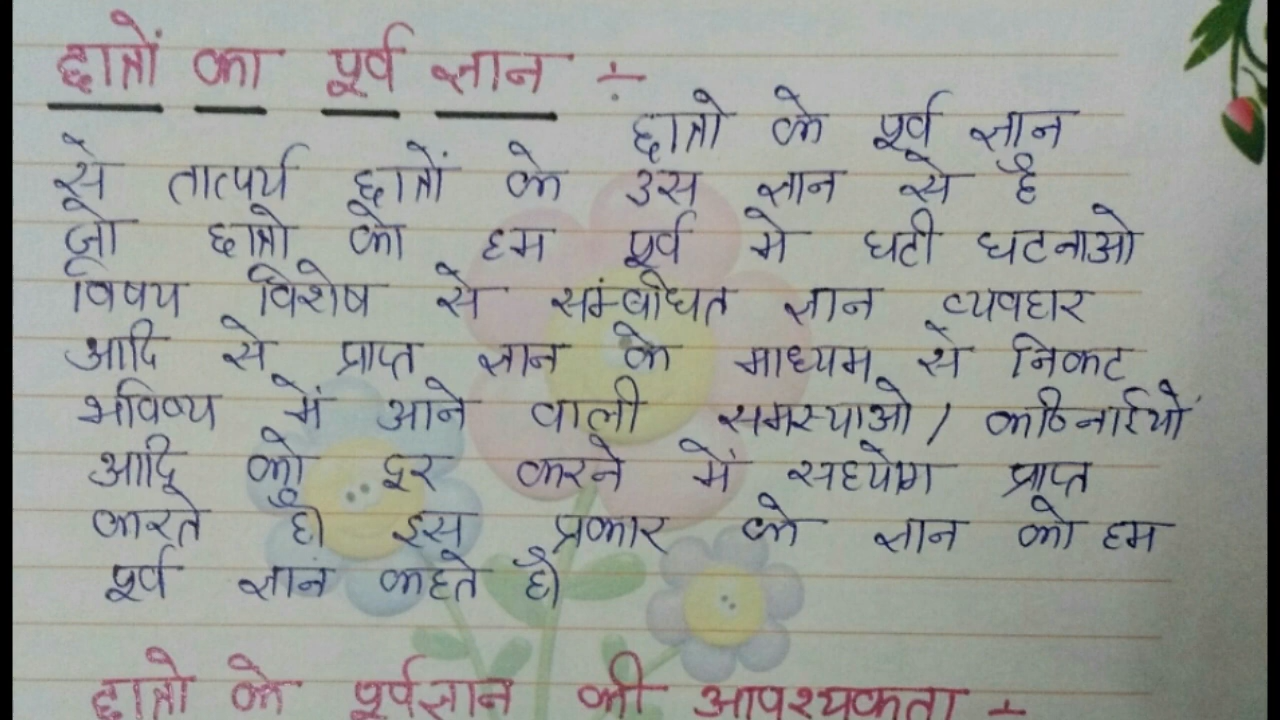 छात्रों का पूर्व ज्ञान ÷
छात्रो के पूर्व ज्ञान
से तात्पर्य छात्रों के उस ज्ञान से है
जो छात्रो को हम पूर्व मे घटी घटनाओ
विषय विशेष से सम्ंबधित ज्ञान व्यवहार
आदि से प्राप्त ज्ञान के माध्यम से निकट
भविष्य में आने वाली समस्याओ / कठिनाईयों
आदि को दूर करने में सहयोग प्राप्त
करते है। इस प्रकार के ज्ञान को हम
पूर्व ज्ञान कहते है।
छात्रो के पूर्वज्ञान की आवश्यकता ÷